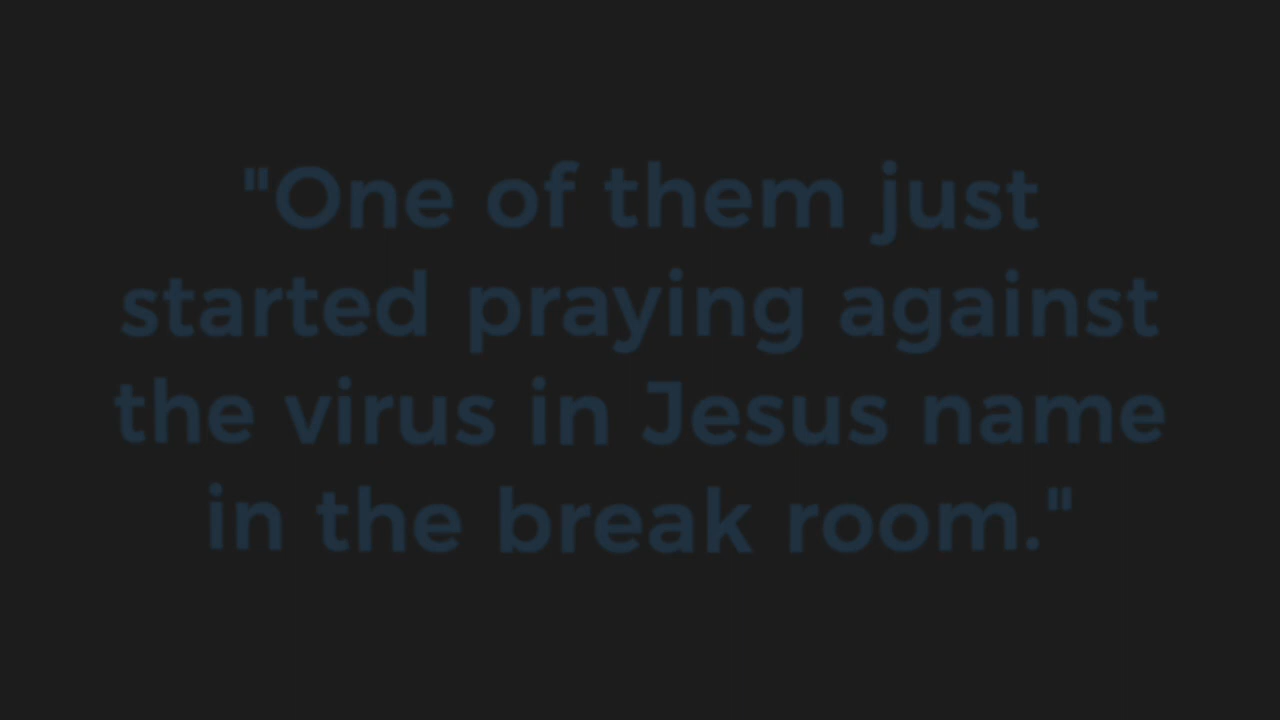 "One of them just
started praying against
the virus in Jesus name
in the break room."